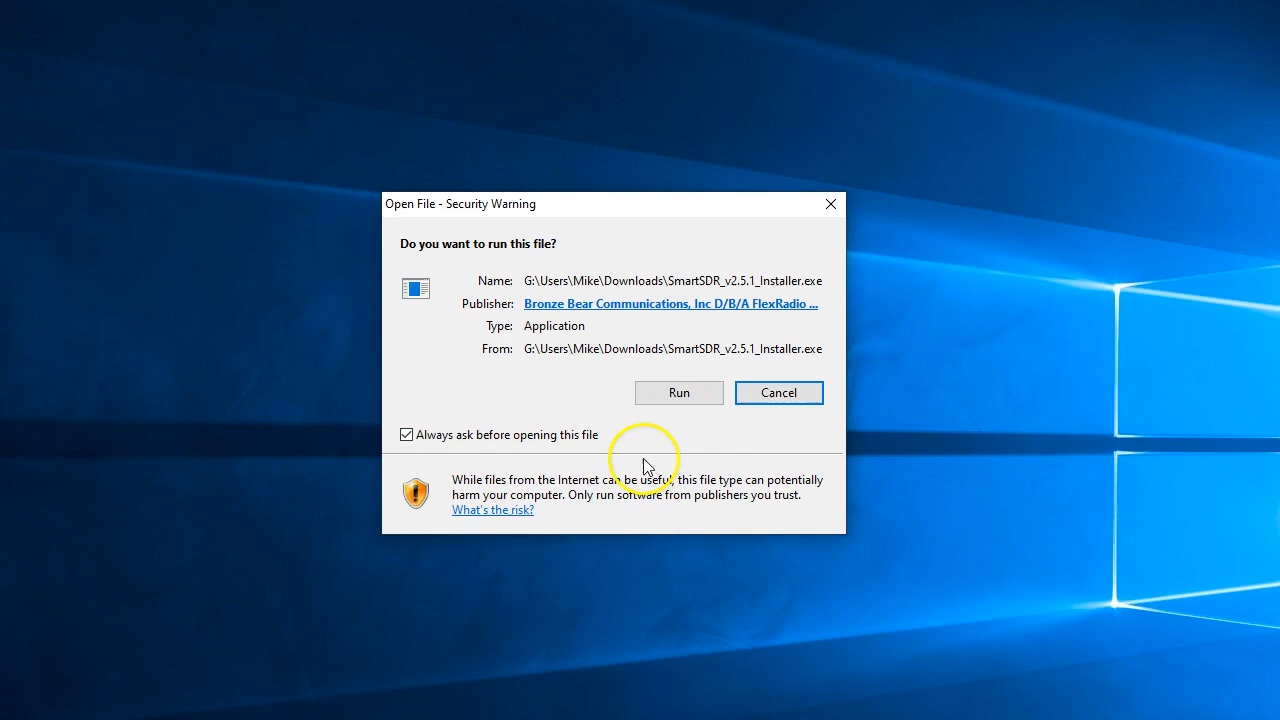 Open File - Security Warning
Do you want to run this file?
Name: G:\Users\Mike\Downloads\SmartSDR_v2.5.1_Installer.exe
Publisher: Bronze Bear Communications, Inc D/B/A FlexRadio ...
Type: Application
From: G:\Users\Mike\Downloads\SmartSDR_v2.5.1_Installer.exe
Run Cancel
Always ask before opening this file
While files from the Internet can be useful, this file type can potentially
harm your computer. Only run software from publishers you trust.
What's the risk?